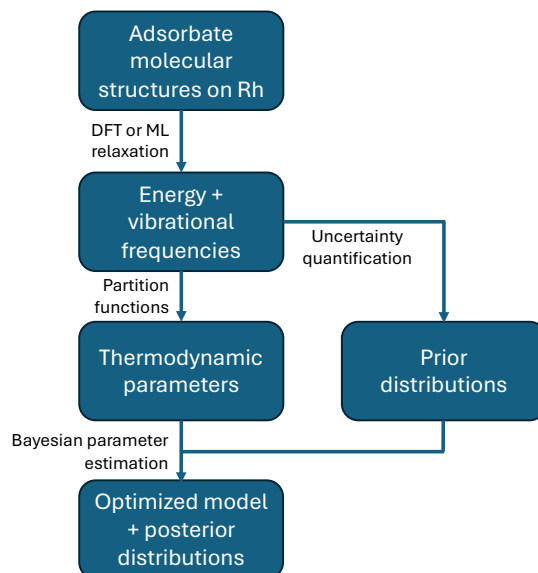 Adsorbate
molecular
structures on Rh
DFT or ML
relaxation
Energy +
vibrational
frequencies
Uncertainty
quantification
Partition
functions
Thermodynamic
parameters
Prior
distributions
Bayesian parameter
estimation
Optimized model
+ posterior
distributions